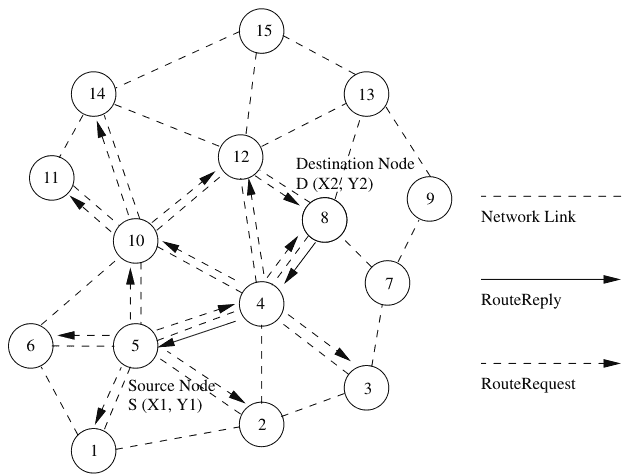 15
14
13
12
Destination Node
D (X2, Y2)
11
9
8
Network Link
10
7
4
RouteReply
6
5
Source Node
S (X1, Y1)
3
RouteRequest
2
1